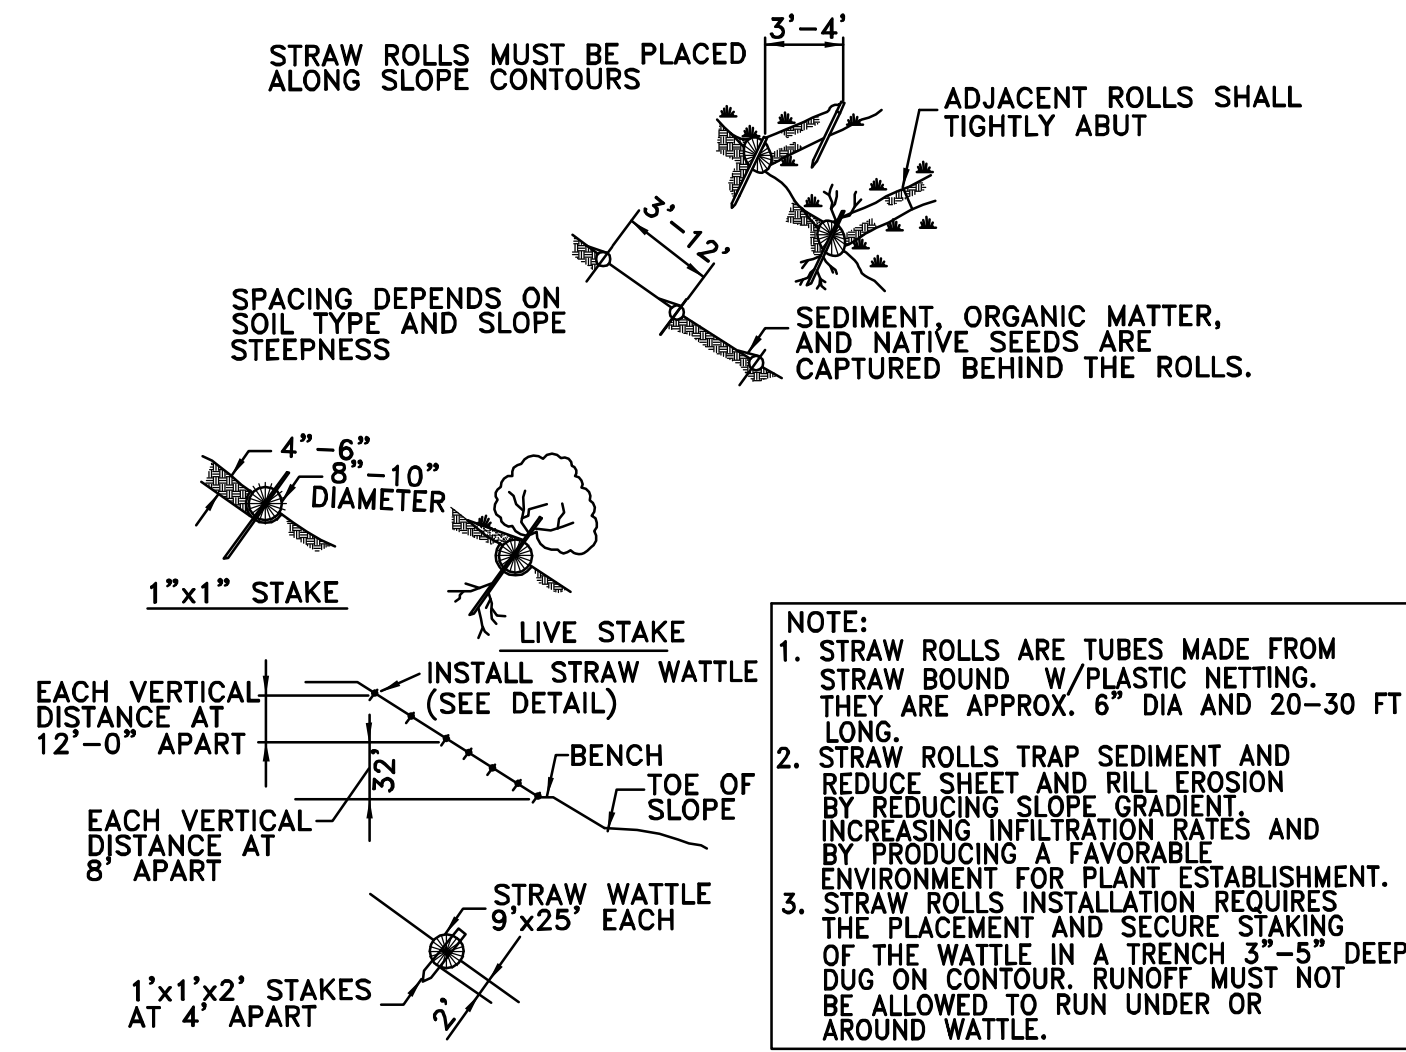 3'-4'
STRAW ROLLS MUST BE PLACED
ALONG SLOPE CONTOURS
ADJACENT ROLLS SHALL
TIGHTLY ABUT
3'-12'
SPACING DEPENDS ON
SOIL TYPE AND SLOPE
STEEPNESS
SEDIMENT, ORGANIC MATTER,
AND NATIVE SEEDS ARE
CAPTURED BEHIND THE ROLLS.
4"-6"
8"-10"
DIAMETER
1"x1" STAKE
LIVE STAKE
INSTALL STRAW WATTLE
(SEE DETAIL)
EACH VERTICAL
DISTANCE AT
12'-0" APART
32'
BENCH
TOE OF
SLOPE
EACH VERTICAL
DISTANCE AT
8' APART
STRAW WATTLE
9'x25' EACH
1'x1'x2' STAKES
AT 4' APART
2'
NOTE:
1. STRAW ROLLS ARE TUBES MADE FROM
STRAW BOUND W/PLASTIC NETTING.
THEY ARE APPROX. 6" DIA AND 20-30 FT
LONG.
2. STRAW ROLLS TRAP SEDIMENT AND
REDUCE SHEET AND RILL EROSION
BY REDUCING SLOPE GRADIENT.
INCREASING INFILTRATION RATES AND
BY PRODUCING A FAVORABLE
ENVIRONMENT FOR PLANT ESTABLISHMENT.
3. STRAW ROLLS INSTALLATION REQUIRES
THE PLACEMENT AND SECURE STAKING
OF THE WATTLE IN A TRENCH 3"-5" DEEP
DUG ON CONTOUR. RUNOFF MUST NOT
BE ALLOWED TO RUN UNDER OR
AROUND WATTLE.